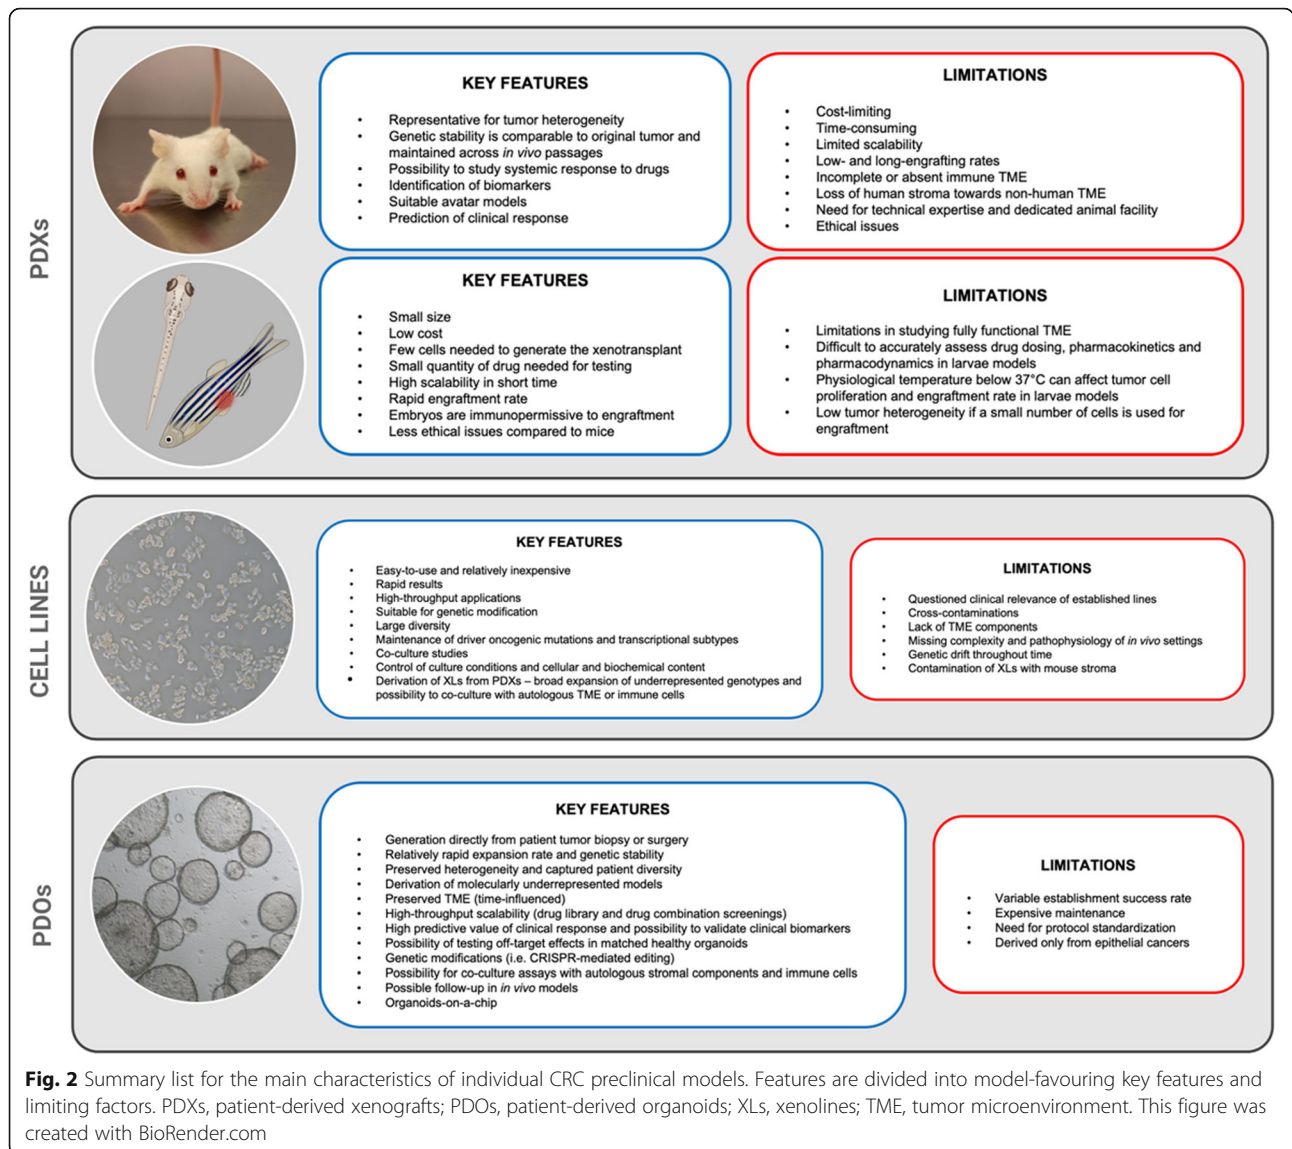 PDXs
KEY FEATURES
• Representative for tumor heterogeneity
• Genetic stability is comparable to original tumor and
maintained across in vivo passages
• Possibility to study systemic response to drugs
• Identification of biomarkers
• Suitable avatar models
• Prediction of clinical response
LIMITATIONS
• Cost-limiting
• Time-consuming
• Limited scalability
• Low- and long-engrafting rates
• Incomplete or absent immune TME
• Loss of human stroma towards non-human TME
• Need for technical expertise and dedicated animal facility
• Ethical issues
KEY FEATURES
• Small size
• Low cost
• Few cells needed to generate the xenotransplant
• Small quantity of drug needed for testing
• High scalability in short time
• Rapid engraftment rate
• Embryos are immunopermissive to engraftment
• Less ethical issues compared to mice
LIMITATIONS
• Limitations in studying fully functional TME
• Difficult to accurately assess drug dosing, pharmacokinetics and
pharmacodynamics in larvae models
• Physiological temperature below 37°C can affect tumor cell
proliferation and engraftment rate in larvae models
• Low tumor heterogeneity if a small number of cells is used for
engraftment
CELL LINES
KEY FEATURES
• Easy-to-use and relatively inexpensive
• Rapid results
• High-throughput applications
• Suitable for genetic modification
• Large diversity
• Maintenance of driver oncogenic mutations and transcriptional subtypes
• Co-culture studies
• Control of culture conditions and cellular and biochemical content
• Derivation of XLs from PDXs – broad expansion of underrepresented genotypes and
possibility to co-culture with autologous TME or immune cells
LIMITATIONS
• Questioned clinical relevance of established lines
• Cross-contaminations
• Lack of TME components
• Missing complexity and pathophysiology of in vivo settings
• Genetic drift throughout time
• Contamination of XLs with mouse stroma
PDOs
KEY FEATURES
• Generation directly from patient tumor biopsy or surgery
• Relatively rapid expansion rate and genetic stability
• Preserved heterogeneity and captured patient diversity
• Derivation of molecularly underrepresented models
• Preserved TME (time-influenced)
• High-throughput scalability (drug library and drug combination screenings)
• High predictive value of clinical response and possibility to validate clinical biomarkers
• Possibility of testing off-target effects in matched healthy organoids
• Genetic modifications (i.e. CRISPR-mediated editing)
• Possibility for co-culture assays with autologous stromal components and immune cells
• Possible follow-up in in vivo models
• Organoids-on-a-chip
LIMITATIONS
• Variable establishment success rate
• Expensive maintenance
• Need for protocol standardization
• Derived only from epithelial cancers
Fig. 2 Summary list for the main characteristics of individual CRC preclinical models. Features are divided into model-favouring key features and
limiting factors. PDXs, patient-derived xenografts; PDOs, patient-derived organoids; XLs, xenolines; TME, tumor microenvironment. This figure was
created with BioRender.com